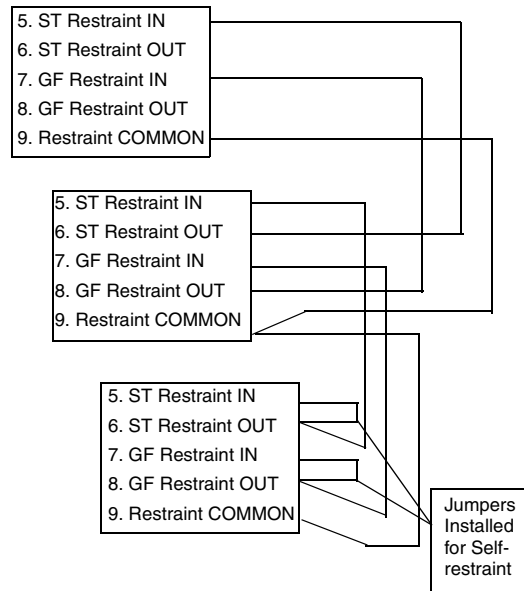 5. ST Restraint IN
6. ST Restraint OUT
7. GF Restraint IN
8. GF Restraint OUT
9. Restraint COMMON
5. ST Restraint IN
6. ST Restraint OUT
7. GF Restraint IN
8. GF Restraint OUT
9. Restraint COMMON
5. ST Restraint IN
6. ST Restraint OUT
7. GF Restraint IN
8. GF Restraint OUT
9. Restraint COMMON
Jumpers
Installed
for Self-
restraint